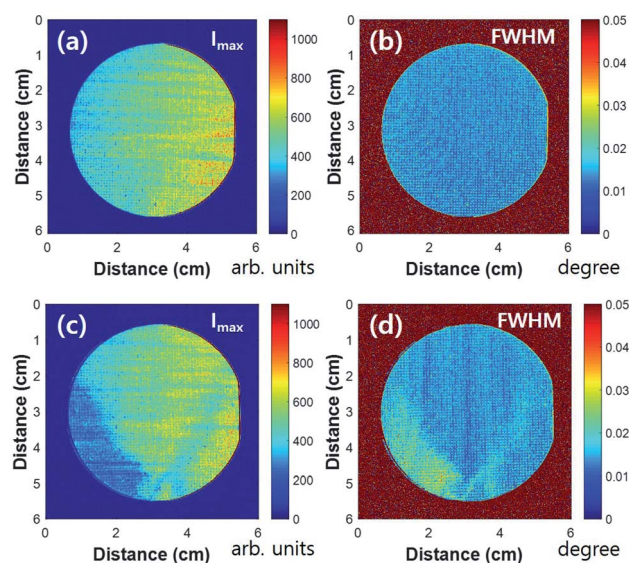 (a) Imax
Distance (cm)
0
1
2
3
4
5
6
0 2 4 6
Distance (cm)
1000
800
600
400
200
0
arb. units
(b) FWHM
Distance (cm)
0
1
2
3
4
5
6
0 2 4 6
Distance (cm)
0.05
0.04
0.03
0.02
0.01
0
degree
(c) Imax
Distance (cm)
0
1
2
3
4
5
6
0 2 4 6
Distance (cm)
1000
800
600
400
200
0
arb. units
(d) FWHM
Distance (cm)
0
1
2
3
4
5
6
0 2 4 6
Distance (cm)
0.05
0.04
0.03
0.02
0.01
0
degree